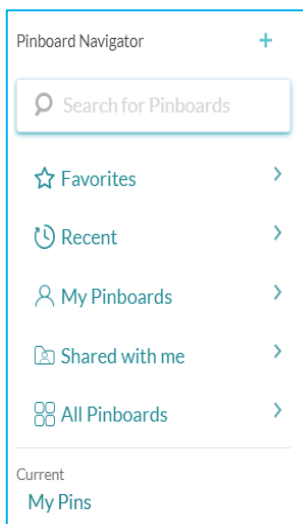 Pinboard Navigator +
Search for Pinboards
Favorites
Recent
My Pinboards
Shared with me
All Pinboards
Current
My Pins